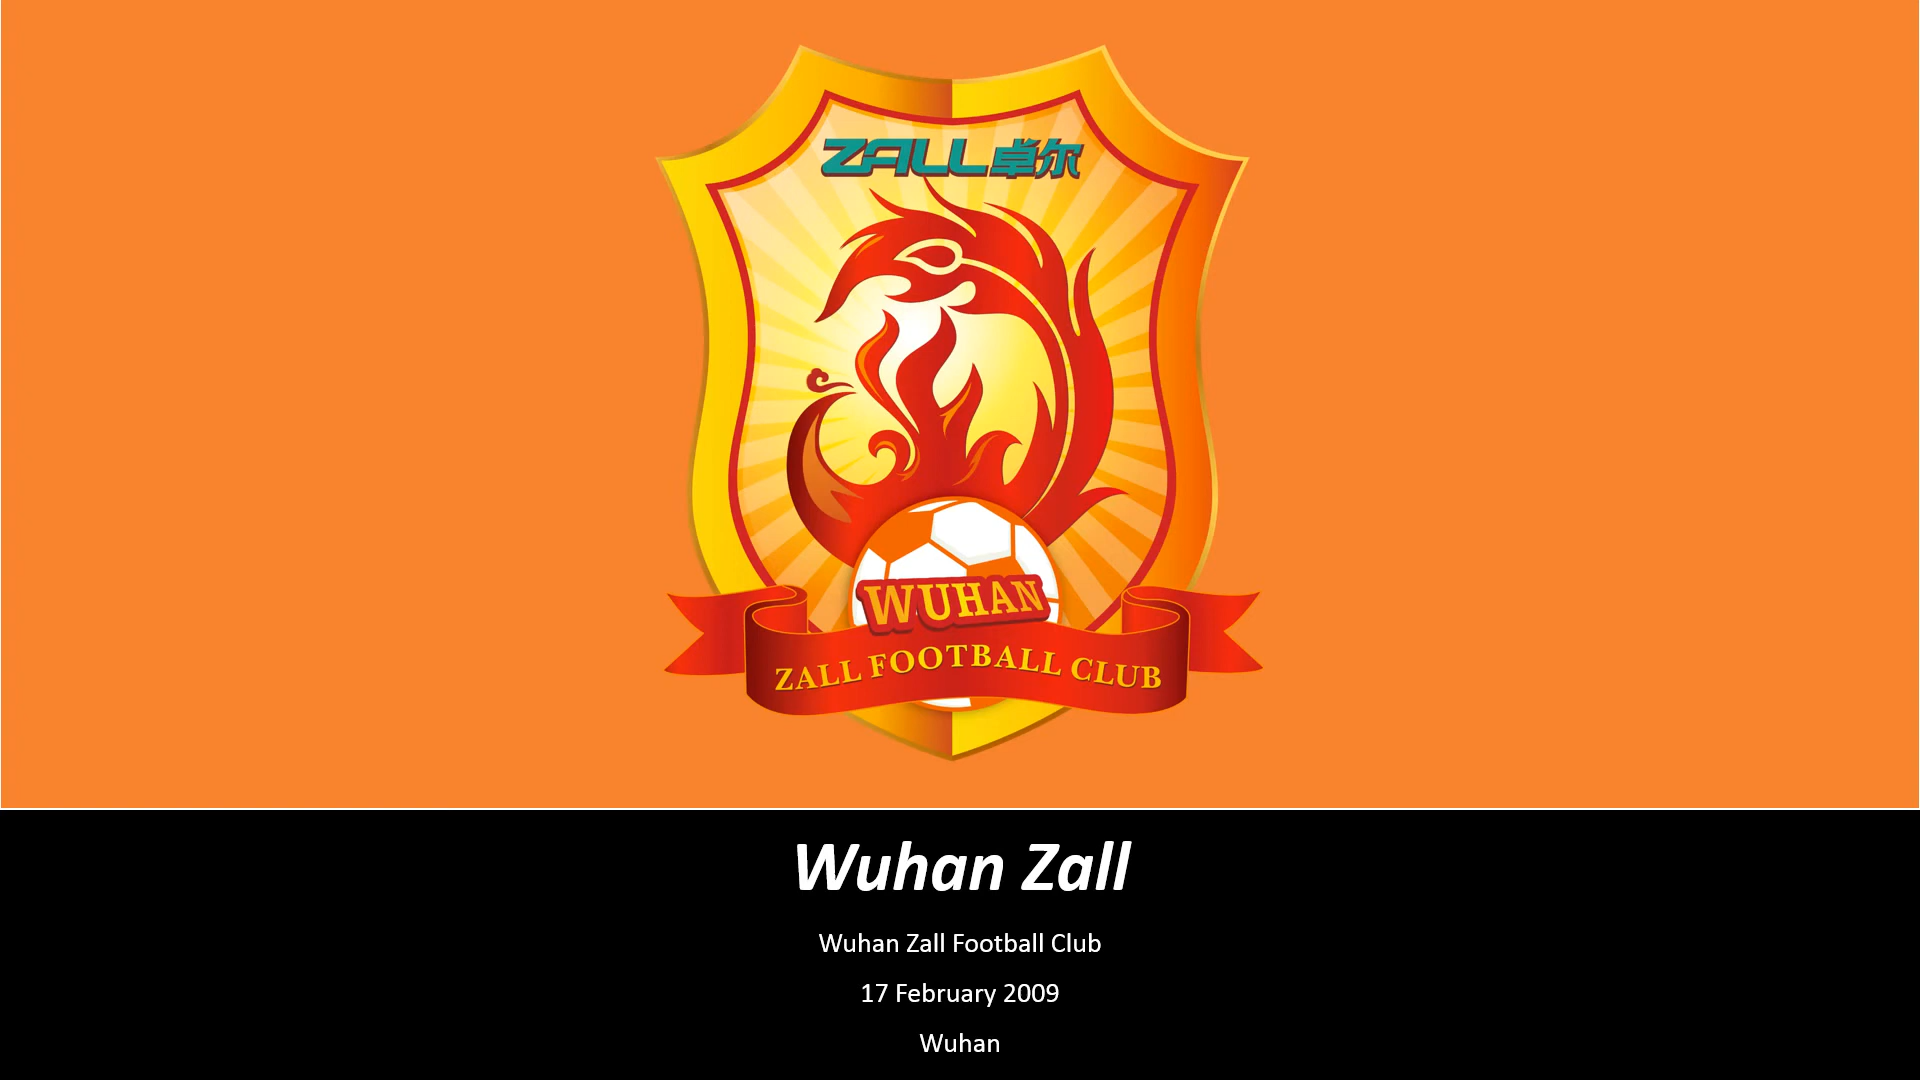 ZALL卓尔
WUHAN
ZALL FOOTBALL CLUB
Wuhan Zall
Wuhan Zall Football Club
17 February 2009
Wuhan